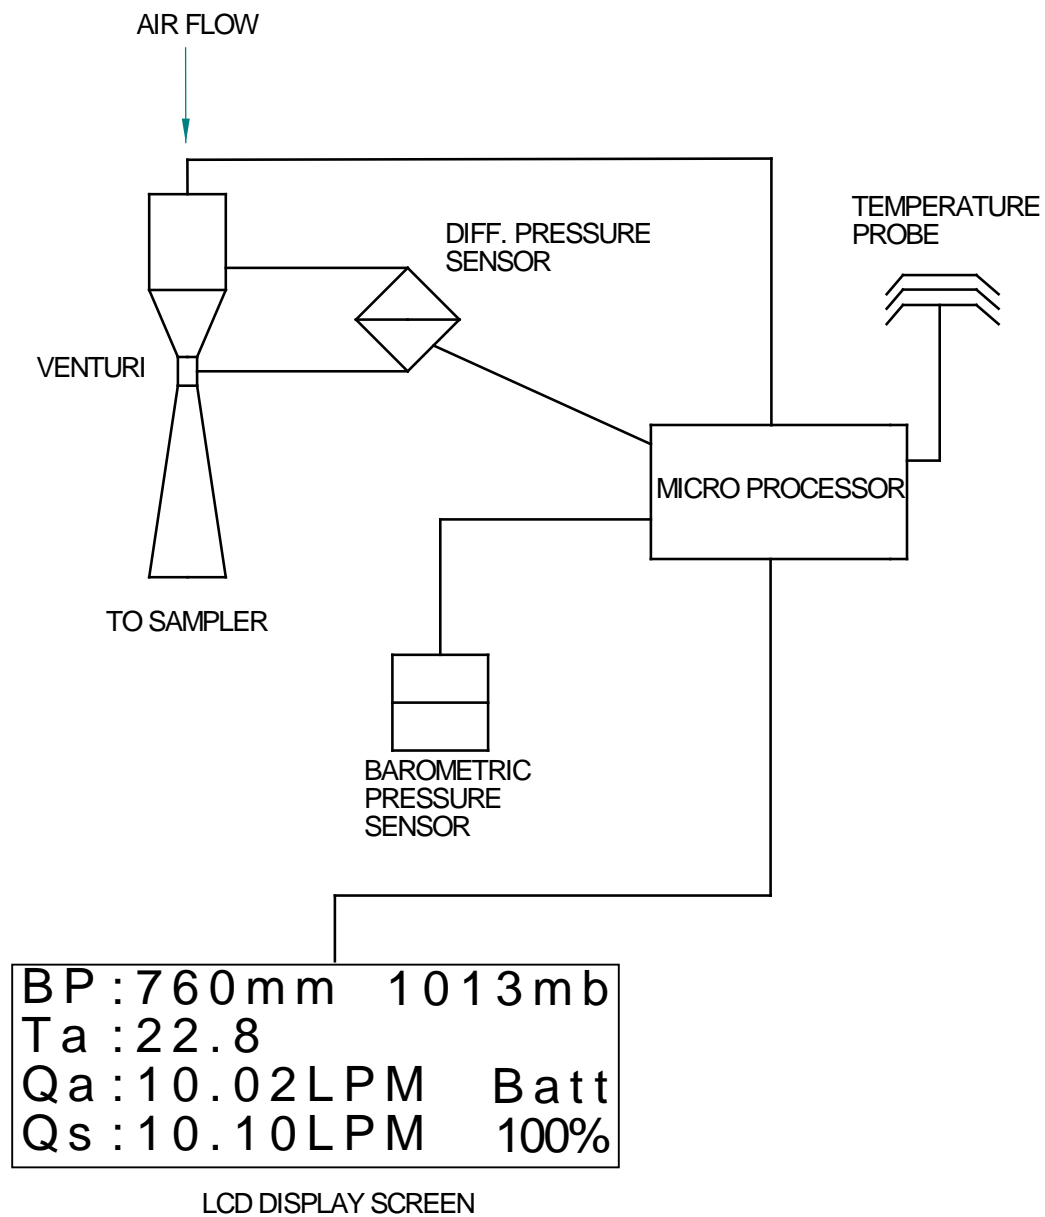 AIR FLOW
DIFF. PRESSURE
SENSOR
TEMPERATURE
PROBE
VENTURI
MICRO PROCESSOR
TO SAMPLER
BAROMETRIC
PRESSURE
SENSOR
BP:760mm 1013mb
Ta:22.8
Qa:10.02LPM Batt
Qs:10.10LPM 100%
LCD DISPLAY SCREEN